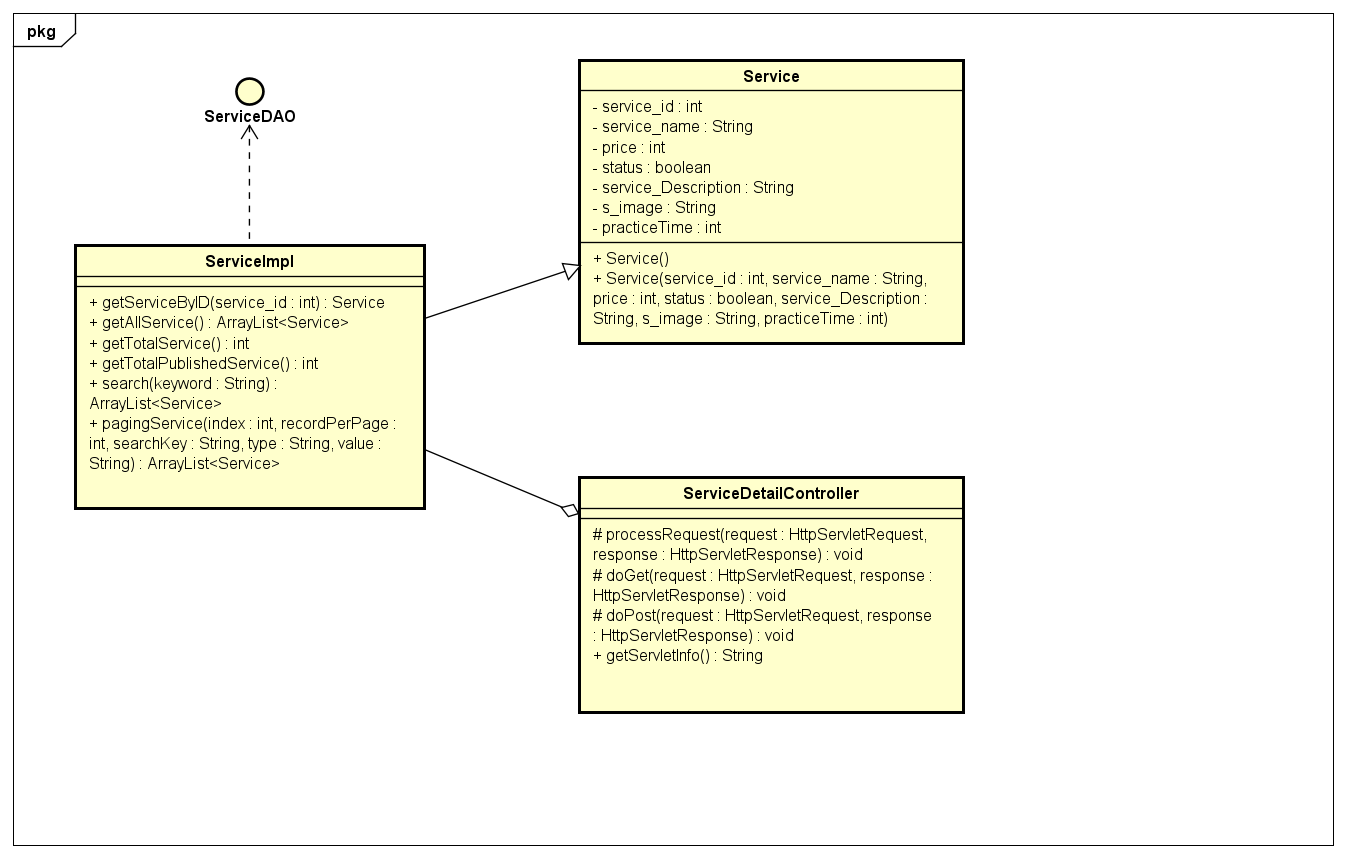 pkg
ServiceDAO
Service
- service_id : int
- service_name : String
- price : int
- status : boolean
- service_Description : String
- s_image : String
- practiceTime : int
+ Service()
+ Service(service_id : int, service_name : String,
price : int, status : boolean, service_Description :
String, s_image : String, practiceTime : int)
ServiceImpl
+ getServiceByID(service_id : int) : Service
+ getAllService() : ArrayList<Service>
+ getTotalService() : int
+ getTotalPublishedService() : int
+ search(keyword : String) :
ArrayList<Service>
+ pagingService(index : int, recordPerPage :
int, searchKey : String, type : String, value :
String) : ArrayList<Service>
ServiceDetailController
# processRequest(request : HttpServletRequest,
response : HttpServletResponse) : void
# doGet(request : HttpServletRequest, response :
HttpServletResponse) : void
# doPost(request : HttpServletRequest, response
: HttpServletResponse) : void
+ getServletInfo() : String